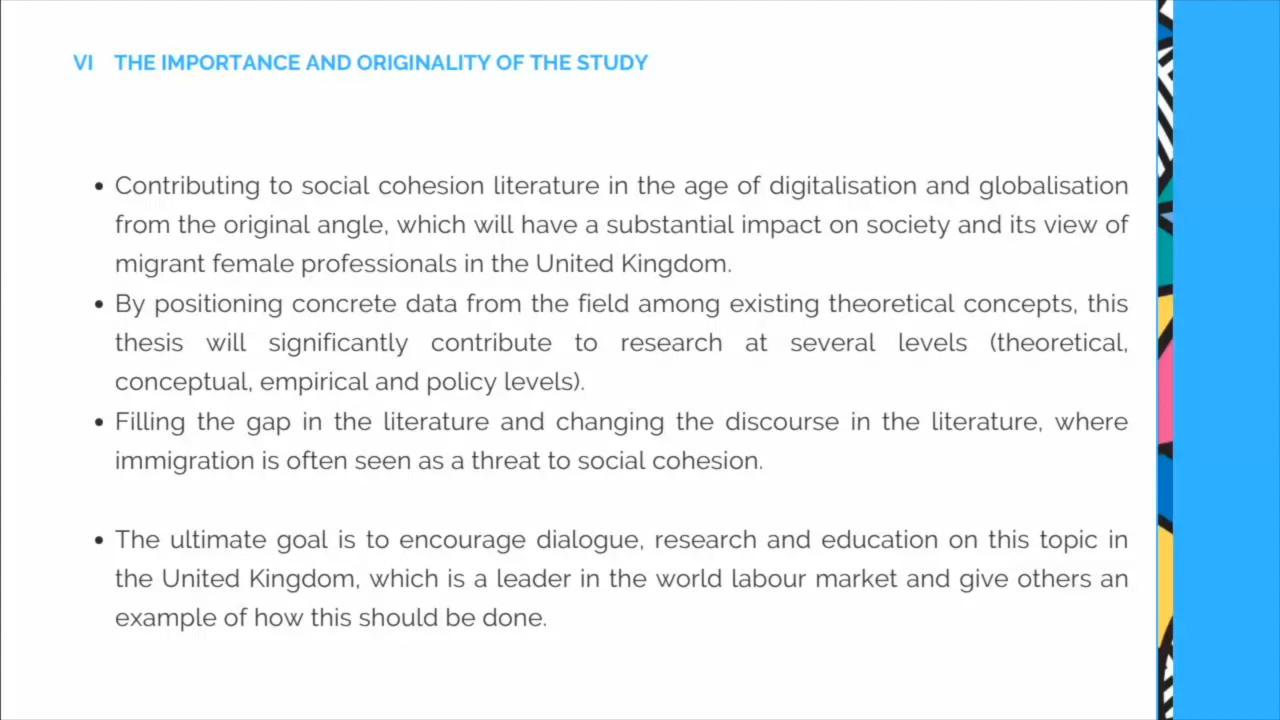 VI THE IMPORTANCE AND ORIGINALITY OF THE STUDY
• Contributing to social cohesion literature in the age of digitalisation and globalisation
from the original angle, which will have a substantial impact on society and its view of
migrant female professionals in the United Kingdom.
• By positioning concrete data from the field among existing theoretical concepts, this
thesis will significantly contribute to research at several levels (theoretical,
conceptual, empirical and policy levels).
• Filling the gap in the literature and changing the discourse in the literature, where
immigration is often seen as a threat to social cohesion.
• The ultimate goal is to encourage dialogue, research and education on this topic in
the United Kingdom, which is a leader in the world labour market and give others an
example of how this should be done.